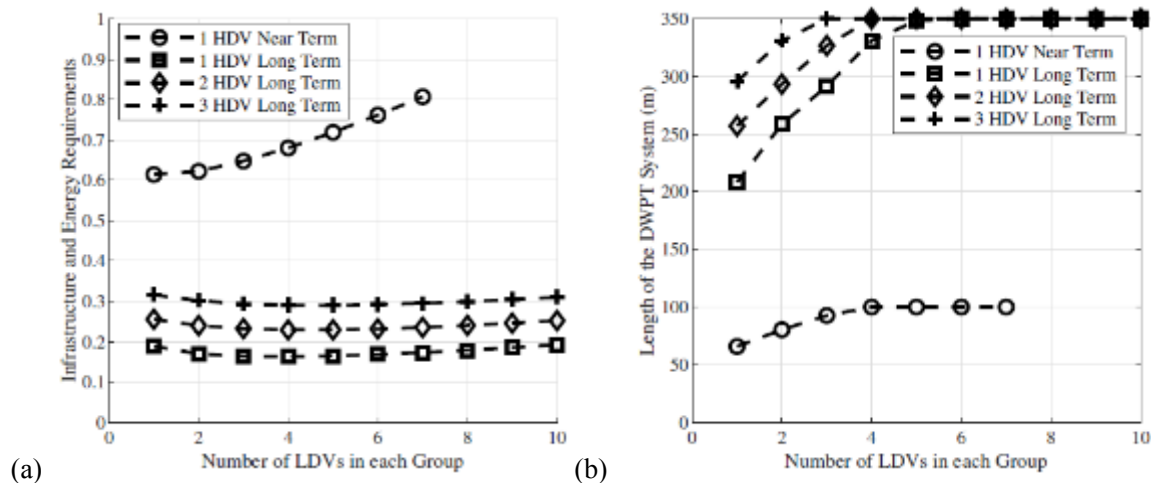 1
0.9
0.8
0.7
0.6
0.5
0.4
0.3
0.2
0.1
0
Infrastructure and Energy Requirements
1 HDV Near Term
1 HDV Long Term
2 HDV Long Term
3 HDV Long Term
0 2 4 6 8 10
Number of LDVs in each Group
(a)
350
300
250
200
150
100
50
0
Length of the DWPT System (m)
1 HDV Near Term
1 HDV Long Term
2 HDV Long Term
3 HDV Long Term
0 2 4 6 8 10
Number of LDVs in each Group
(b)